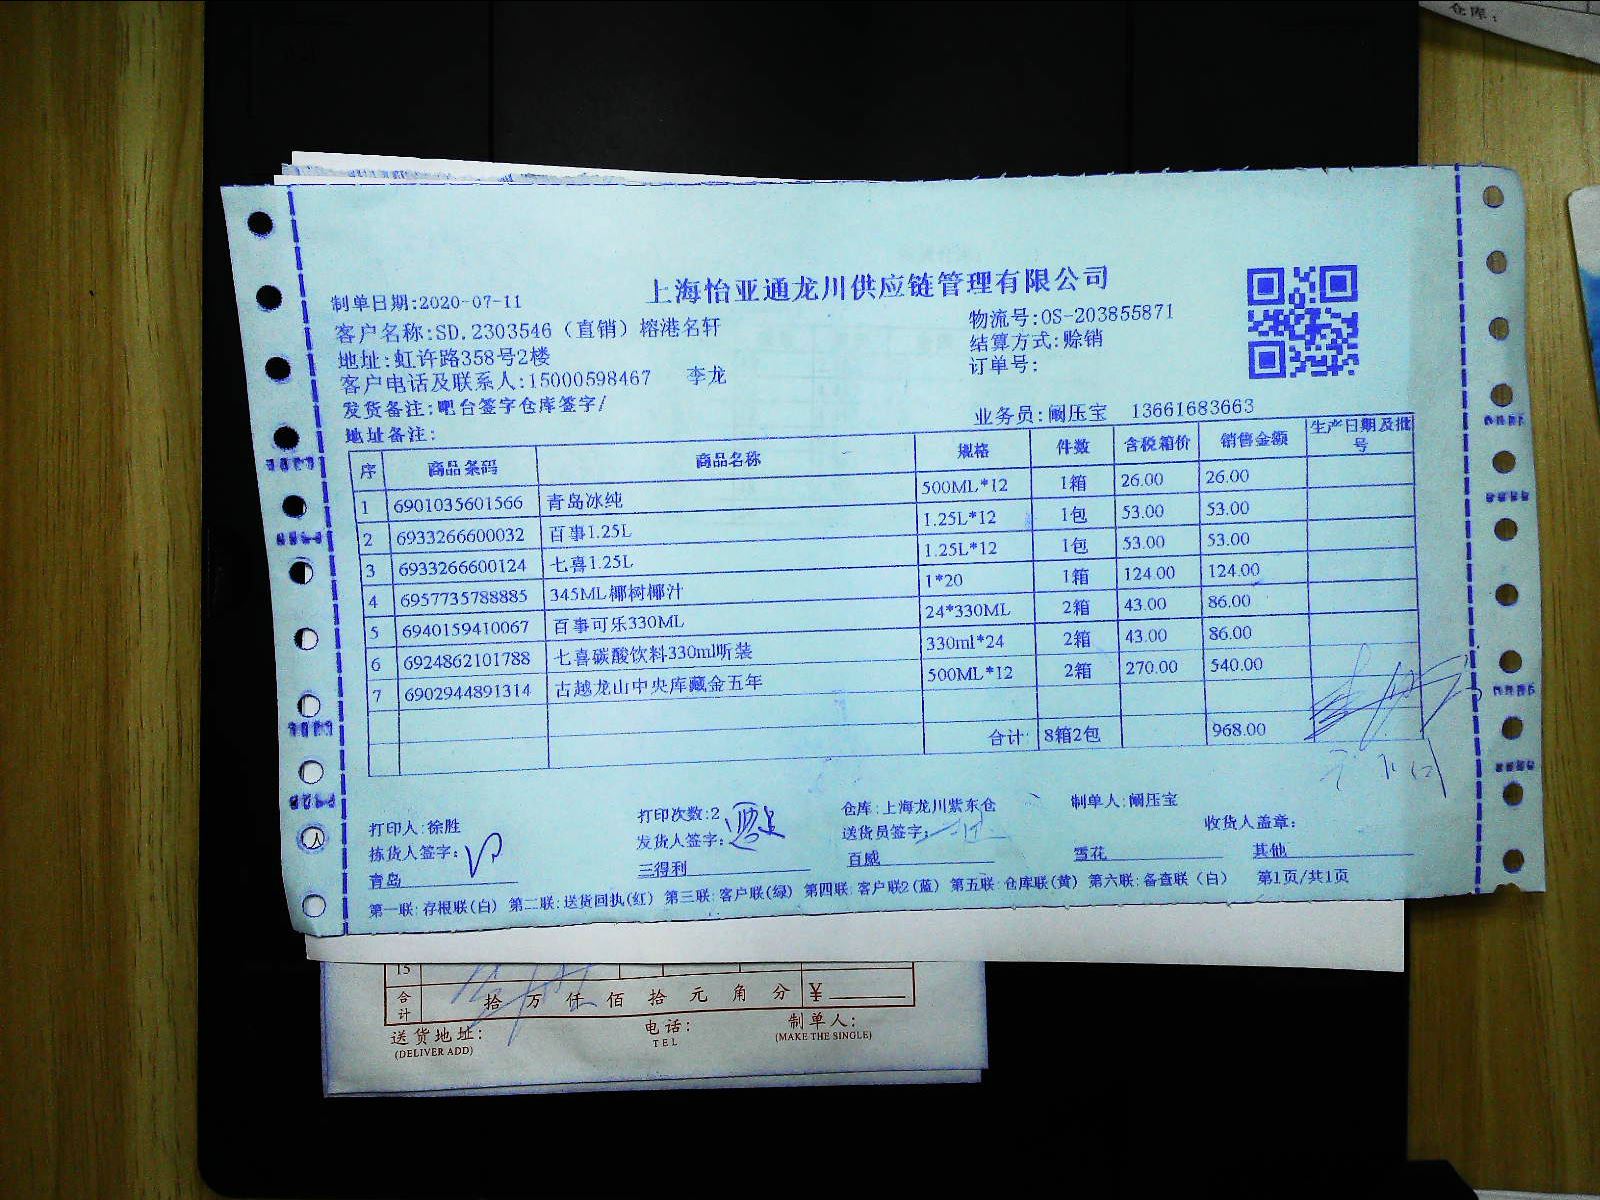 仓库:
上海怡亚通龙川供应链管理有限公司
制单日期:2020-07-11
客户名称:SD.2303546（直销）榕港名轩 物流号:OS-203855871
地址:虹许路358号2楼 结算方式:赊销
客户电话及联系人:15000598467 李龙 订单号:
发货备注:吧台签字仓库签字/
地址备注: 业务员:阚压宝 13661683663
序 商品条码 商品名称 规格 件数 含税箱价 销售金额 生产日期及批号
1 6901035601566 青岛冰纯 500ML*12 1箱 26.00 26.00
2 6933266600032 百事1.25L 1.25L*12 1包 53.00 53.00
3 6933266600124 七喜1.25L 1.25L*12 1包 53.00 53.00
4 6957735788885 345ML椰树椰汁 1*20 1箱 124.00 124.00
5 6940159410067 百事可乐330ML 24*330ML 2箱 43.00 86.00
6 6924862101788 七喜碳酸饮料330ml听装 330ml*24 2箱 43.00 86.00
7 6902944891314 古越龙山中央库藏金五年 500ML*12 2箱 270.00 540.00
合计: 8箱2包 968.00
打印人:徐胜 打印次数:2 仓库:上海龙川紫东仓 制单人:阚压宝
拣货人签字: 发货人签字: 送货员签字: 收货人盖章:
青岛 三得利 百威 雪花 其他
第一联:存根联(白) 第二联:送货回执(红) 第三联:客户联(绿) 第四联:客户联2(蓝) 第五联:仓库联(黄) 第六联:备查联(白) 第1页/共1页
15
合计 拾 万 仟 佰 拾 元 角 分 ¥
送货地址: 电话: 制单人:
(DELIVER ADD) TEL (MAKE THE SINGLE)